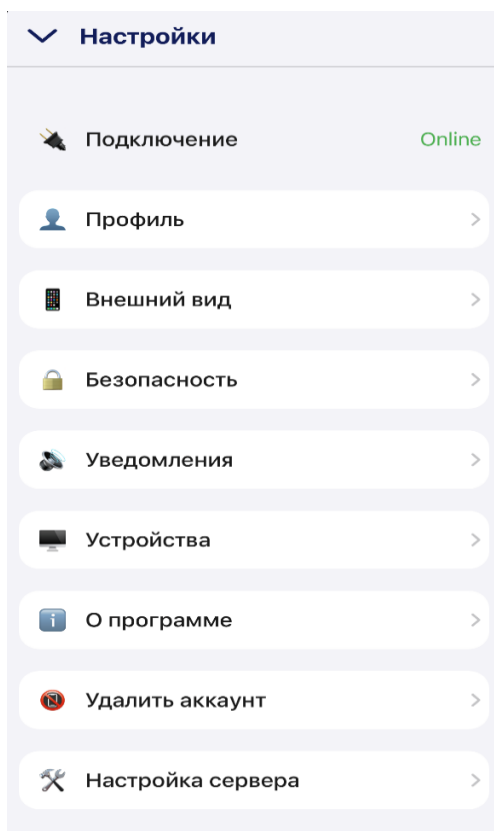 Настройки
Подключение Online
Профиль
Внешний вид
Безопасность
Уведомления
Устройства
О программе
Удалить аккаунт
Настройка сервера